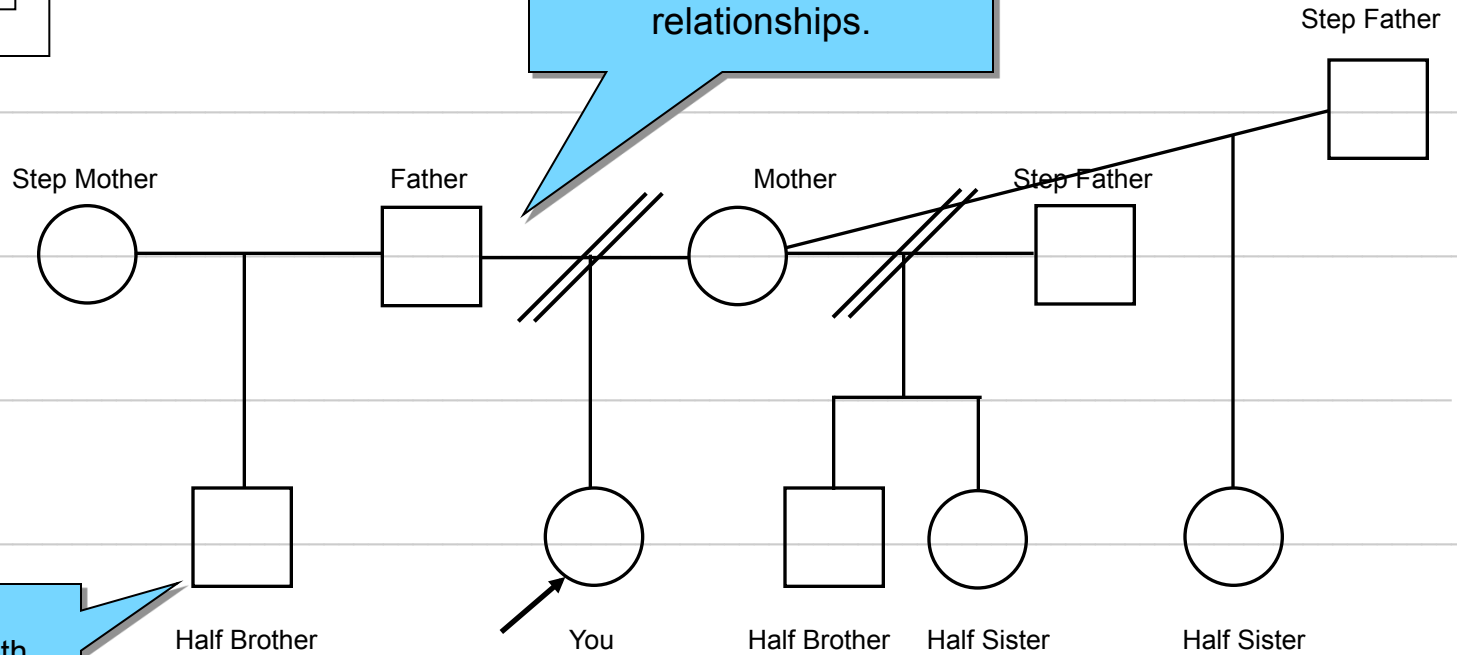 relationships.
Step Father
Step Mother
Father
Mother
Step Father
Half Brother
You
Half Brother
Half Sister
Half Sister